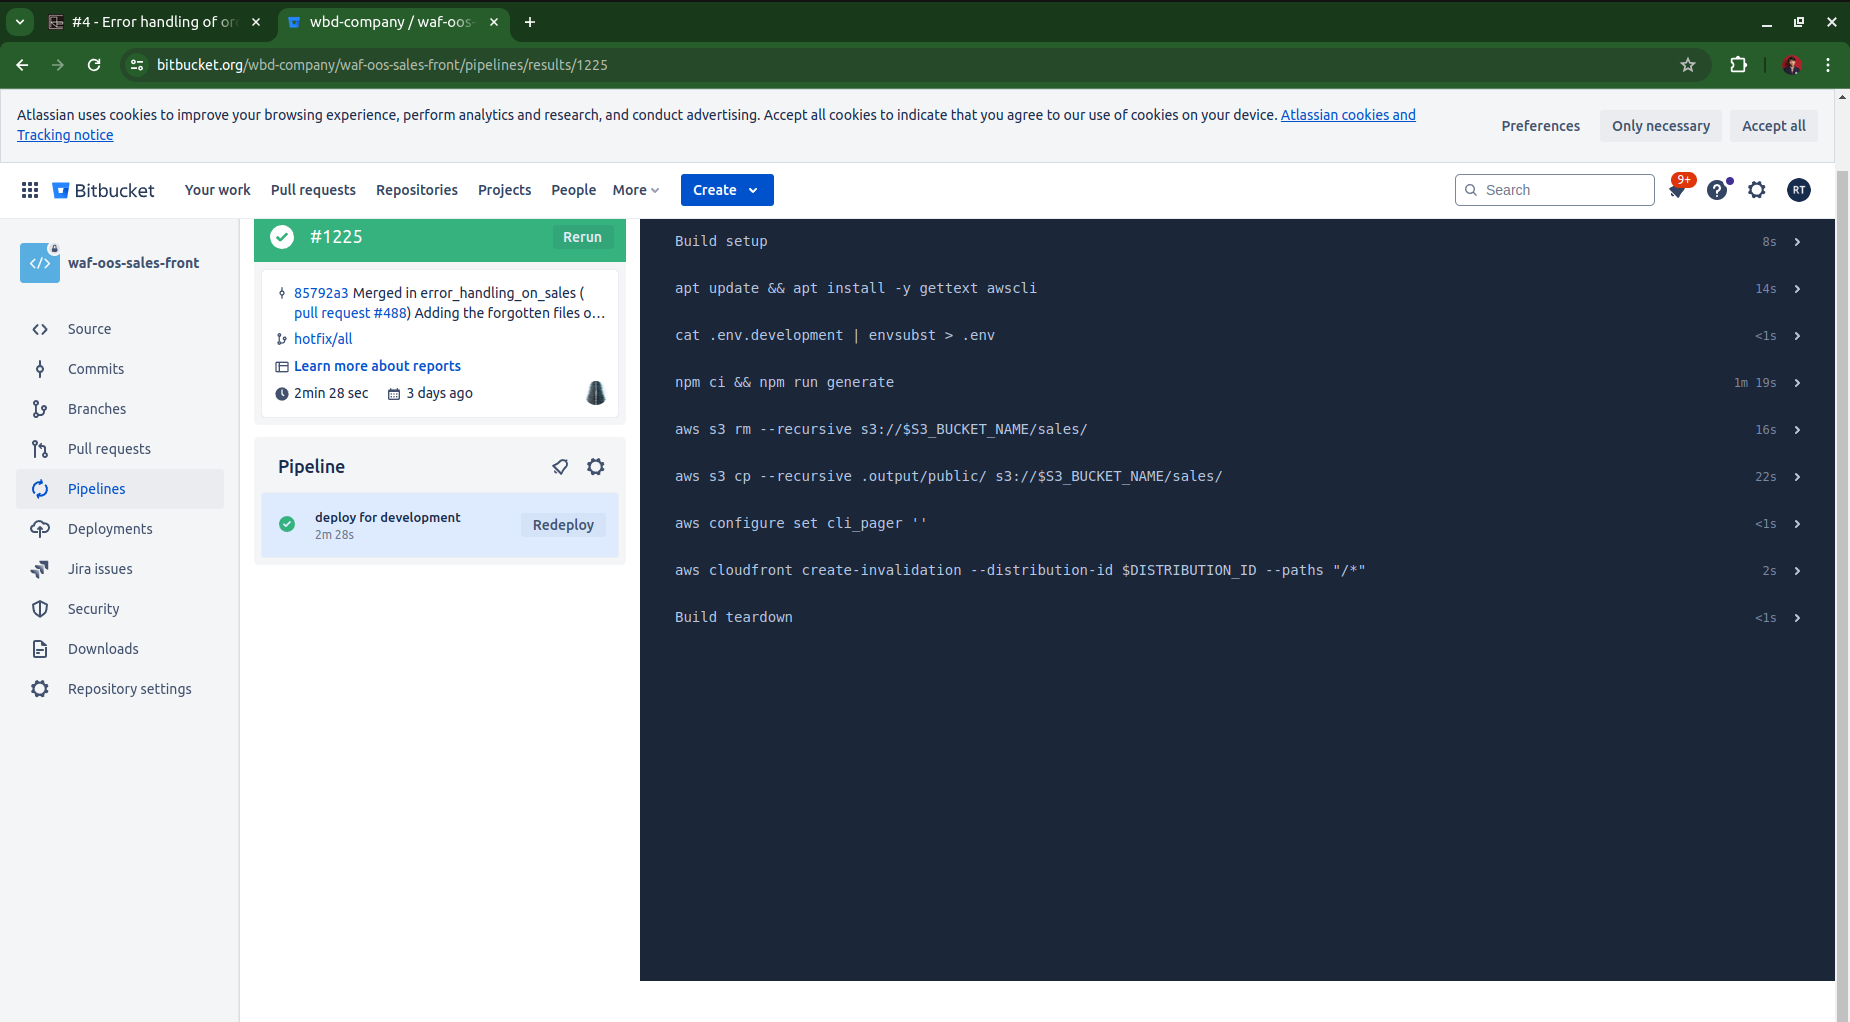 #4 - Error handling of or
wbd-company / waf-oos-
bitbucket.org/wbd-company/waf-oos-sales-front/pipelines/results/1225
Atlassian uses cookies to improve your browsing experience, perform analytics and research, and conduct advertising. Accept all cookies to indicate that you agree to our use of cookies on your device. Atlassian cookies and
Tracking notice
Preferences
Only necessary
Accept all
Bitbucket
Your work
Pull requests
Repositories
Projects
People
More
Create
Search
9+
?
RT
waf-oos-sales-front
Source
Commits
Branches
Pull requests
Pipelines
Deployments
Jira issues
Security
Downloads
Repository settings
#1225
Rerun
85792a3 Merged in error_handling_on_sales (
pull request #488) Adding the forgotten files o...
hotfix/all
Learn more about reports
2min 28 sec
3 days ago
Pipeline
deploy for development
2m 28s
Redeploy
Build setup 8s
apt update && apt install -y gettext awscli 14s
cat .env.development | envsubst > .env <1s
npm ci && npm run generate 1m 19s
aws s3 rm --recursive s3://$S3_BUCKET_NAME/sales/ 16s
aws s3 cp --recursive .output/public/ s3://$S3_BUCKET_NAME/sales/ 22s
aws configure set cli_pager '' <1s
aws cloudfront create-invalidation --distribution-id $DISTRIBUTION_ID --paths "/*" 2s
Build teardown <1s